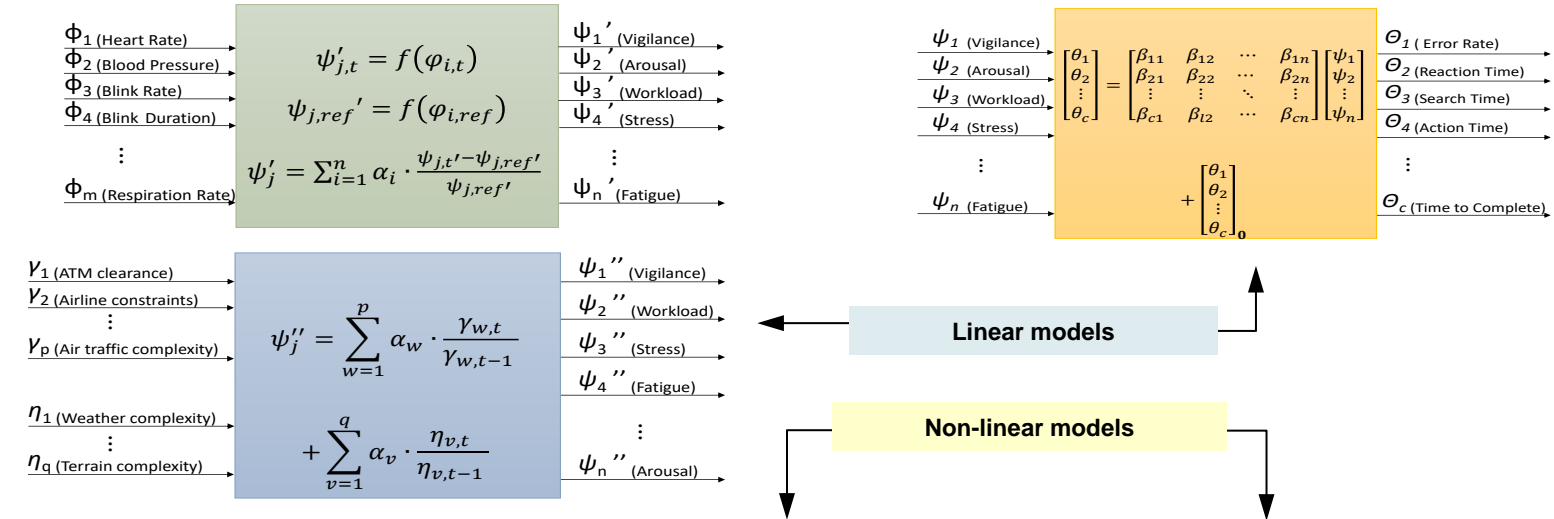 ϕ1 (Heart Rate)
ϕ2 (Blood Pressure)
ϕ3 (Blink Rate)
ϕ4 (Blink Duration)
⋮
ϕm (Respiration Rate)
ψ′j,t = f(φi,t)
ψj,ref′ = f(φi,ref)
ψ′j = ∑ⁿi=1 αi · (ψj,t′−ψj,ref′)/ψj,ref′
ψ1′ (Vigilance)
ψ2′ (Arousal)
ψ3′ (Workload)
ψ4′ (Stress)
⋮
ψn′ (Fatigue)
ψ1 (Vigilance)
ψ2 (Arousal)
ψ3 (Workload)
ψ4 (Stress)
⋮
ψn (Fatigue)
[θ1 θ2 ⋮ θc] = [β11 β12 ⋯ β1n
β21 β22 ⋯ β2n
⋮ ⋮ ⋱ ⋮
βc1 βl2 ⋯ βcn] [ψ1 ψ2 ⋮ ψn]
+ [θ1 θ2 ⋮ θc]0
Θ1 ( Error Rate)
Θ2 (Reaction Time)
Θ3 (Search Time)
Θ4 (Action Time)
⋮
Θc (Time to Complete)
γ1 (ATM clearance)
γ2 (Airline constraints)
⋮
γp (Air traffic complexity)
η1 (Weather complexity)
⋮
ηq (Terrain complexity)
ψ′′j = ∑ᵖw=1 αw · γw,t/γw,t−1
+ ∑^q v=1 αv · ηv,t/ηv,t−1
ψ1′′ (Vigilance)
ψ2′′ (Workload)
ψ3′′ (Stress)
ψ4′′ (Fatigue)
⋮
ψn′′ (Arousal)
Linear models
Non-linear models